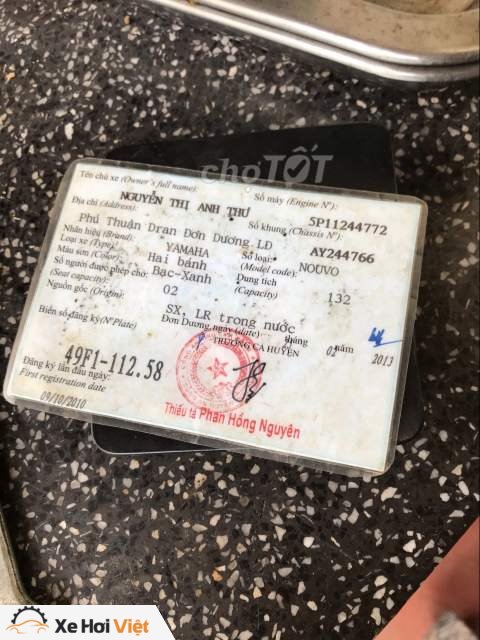 chợTỐT
Tên chủ xe (Owner's full name):
NGUYỄN THỊ ANH THƯ
Số máy (Engine Nº):
5P11244772
Địa chỉ (Address):
Phú Thuận Dran Đơn Dương.LĐ
Số khung (Chassis Nº):
AY244766
Nhãn hiệu (Brand):
YAMAHA
Số loại
(Model code):
NOUVO
Loại xe (Type):
Hai bánh
Dung tích
(Capacity)
132
Màu sơn (Color):
Bạc-Xanh
Số người được phép chở:
(Seat capacity):
02
Nguồn gốc (Origin):
SX, LR trong nước
Đơn Dương, ngày (date) tháng năm 2013
TRƯỞNG CA HUYỆN
Biển số đăng ký (N°Plate)
49F1-112.58
Đăng ký lần đầu ngày:
First registration date
09/10/2010
Thiếu tá Phan Hồng Nguyên
Xe Hơi Việt